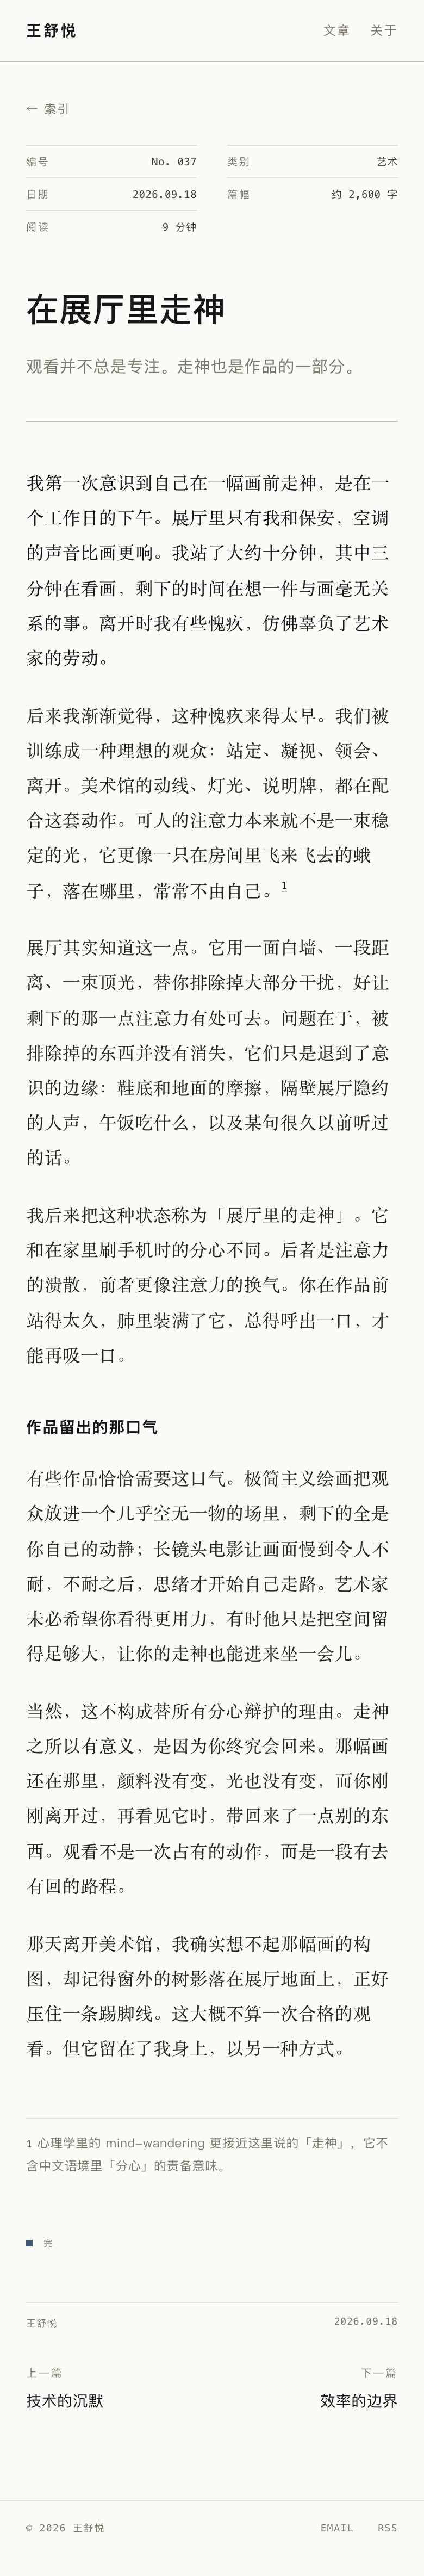 王舒悦
文章 关于
← 索引
编号 No. 037
类别 艺术
日期 2026.09.18
篇幅 约 2,600 字
阅读 9 分钟
在展厅里走神
观看并不总是专注。走神也是作品的一部分。
我第一次意识到自己在一幅画前走神，是在一
个工作日的下午。展厅里只有我和保安，空调
的声音比画更响。我站了大约十分钟，其中三
分钟在看画，剩下的时间在想一件与画毫无关
系的事。离开时我有些愧疚，仿佛辜负了艺术
家的劳动。
后来我渐渐觉得，这种愧疚来得太早。我们被
训练成一种理想的观众：站定、凝视、领会、
离开。美术馆的动线、灯光、说明牌，都在配
合这套动作。可人的注意力本来就不是一束稳
定的光，它更像一只在房间里飞来飞去的蛾
子，落在哪里，常常不由自己。1
展厅其实知道这一点。它用一面白墙、一段距
离、一束顶光，替你排除掉大部分干扰，好让
剩下的那一点注意力有处可去。问题在于，被
排除掉的东西并没有消失，它们只是退到了意
识的边缘：鞋底和地面的摩擦，隔壁展厅隐约
的人声，午饭吃什么，以及某句很久以前听过
的话。
我后来把这种状态称为「展厅里的走神」。它
和在家里刷手机时的分心不同。后者是注意力
的溃散，前者更像注意力的换气。你在作品前
站得太久，肺里装满了它，总得呼出一口，才
能再吸一口。
作品留出的那口气
有些作品恰恰需要这口气。极简主义绘画把观
众放进一个几乎空无一物的场里，剩下的全是
你自己的动静；长镜头电影让画面慢到令人不
耐，不耐之后，思绪才开始自己走路。艺术家
未必希望你看得更用力，有时他只是把空间留
得足够大，让你的走神也能进来坐一会儿。
当然，这不构成替所有分心辩护的理由。走神
之所以有意义，是因为你终究会回来。那幅画
还在那里，颜料没有变，光也没有变，而你刚
刚离开过，再看见它时，带回来了一点别的东
西。观看不是一次占有的动作，而是一段有去
有回的路程。
那天离开美术馆，我确实想不起那幅画的构
图，却记得窗外的树影落在展厅地面上，正好
压住一条踢脚线。这大概不算一次合格的观
看。但它留在了我身上，以另一种方式。
1 心理学里的 mind-wandering 更接近这里说的「走神」，它不
含中文语境里「分心」的责备意味。
完
王舒悦 2026.09.18
上一篇 下一篇
技术的沉默 效率的边界
© 2026 王舒悦 EMAIL RSS